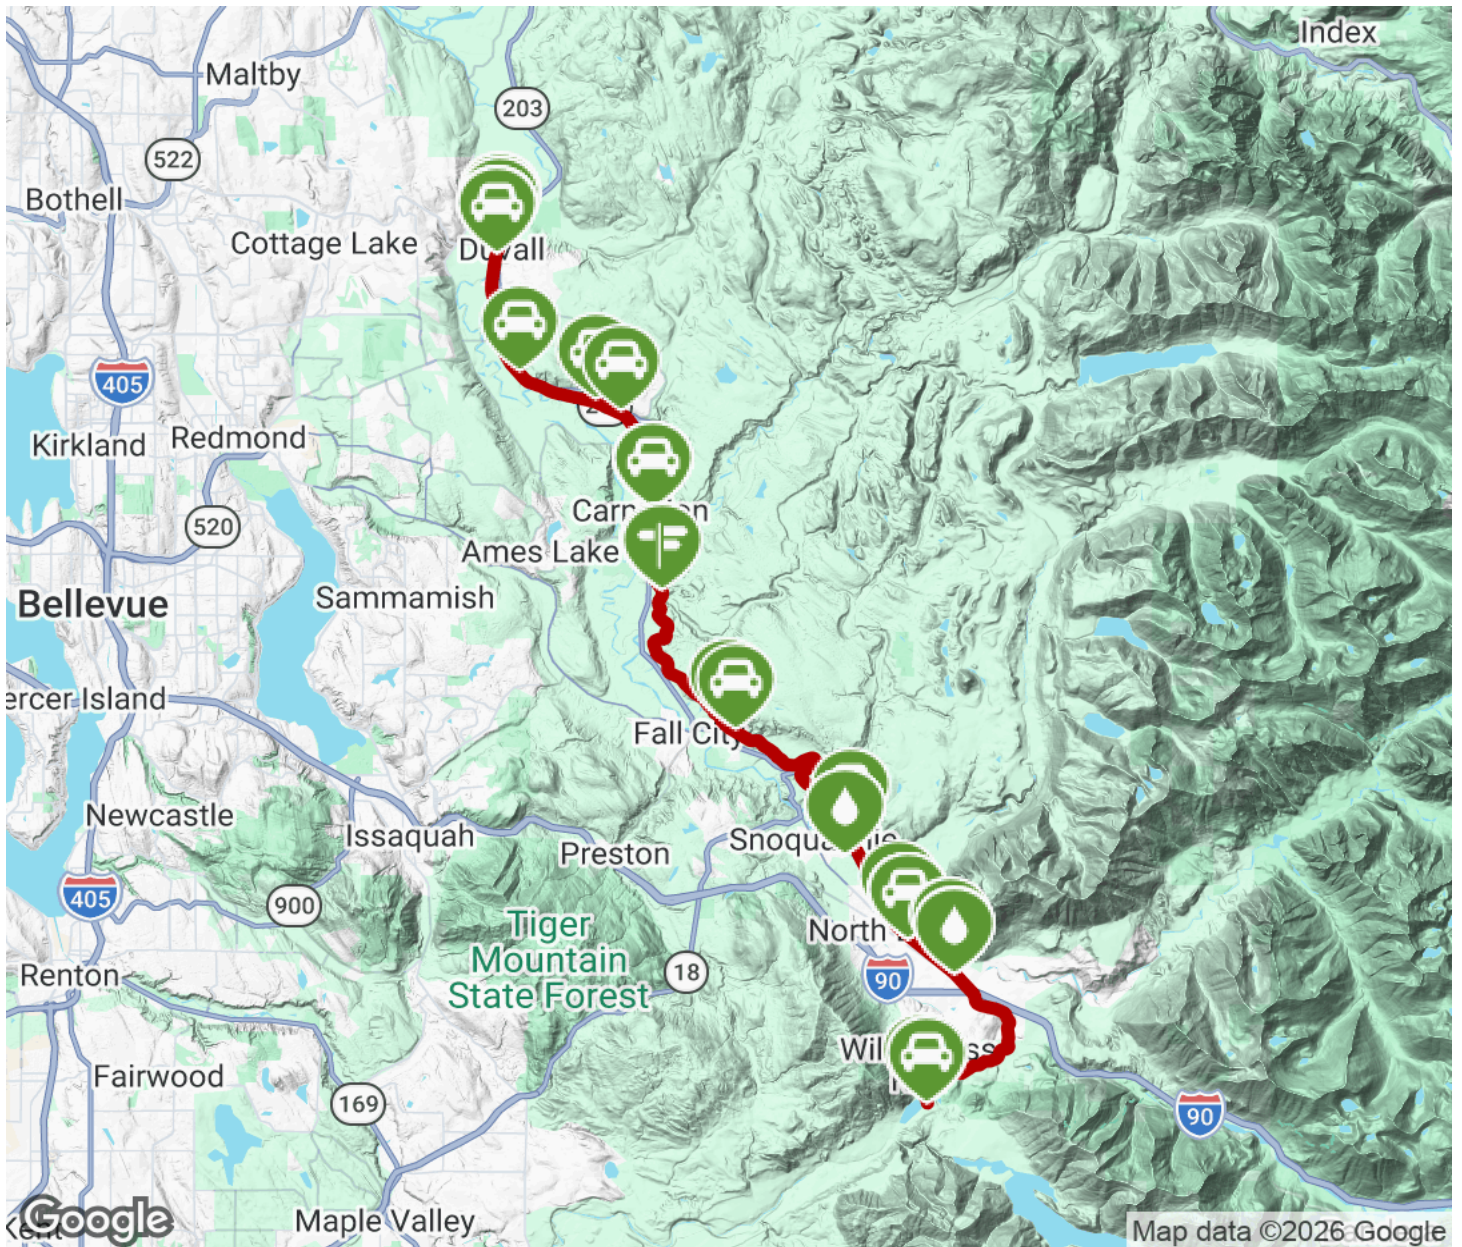 Index
Maltby
203
522
Bothell
Cottage Lake
405
Kirkland
Redmond
520
Ames Lake
Bellevue
Sammamish
ercer Island
Fall City
Newcastle
Issaquah
Preston
405
900
Tiger
Mountain
State Forest
North
Renton
18
90
Fairwood
169
90
Maple Valley
Google
Map data ©2026 Google